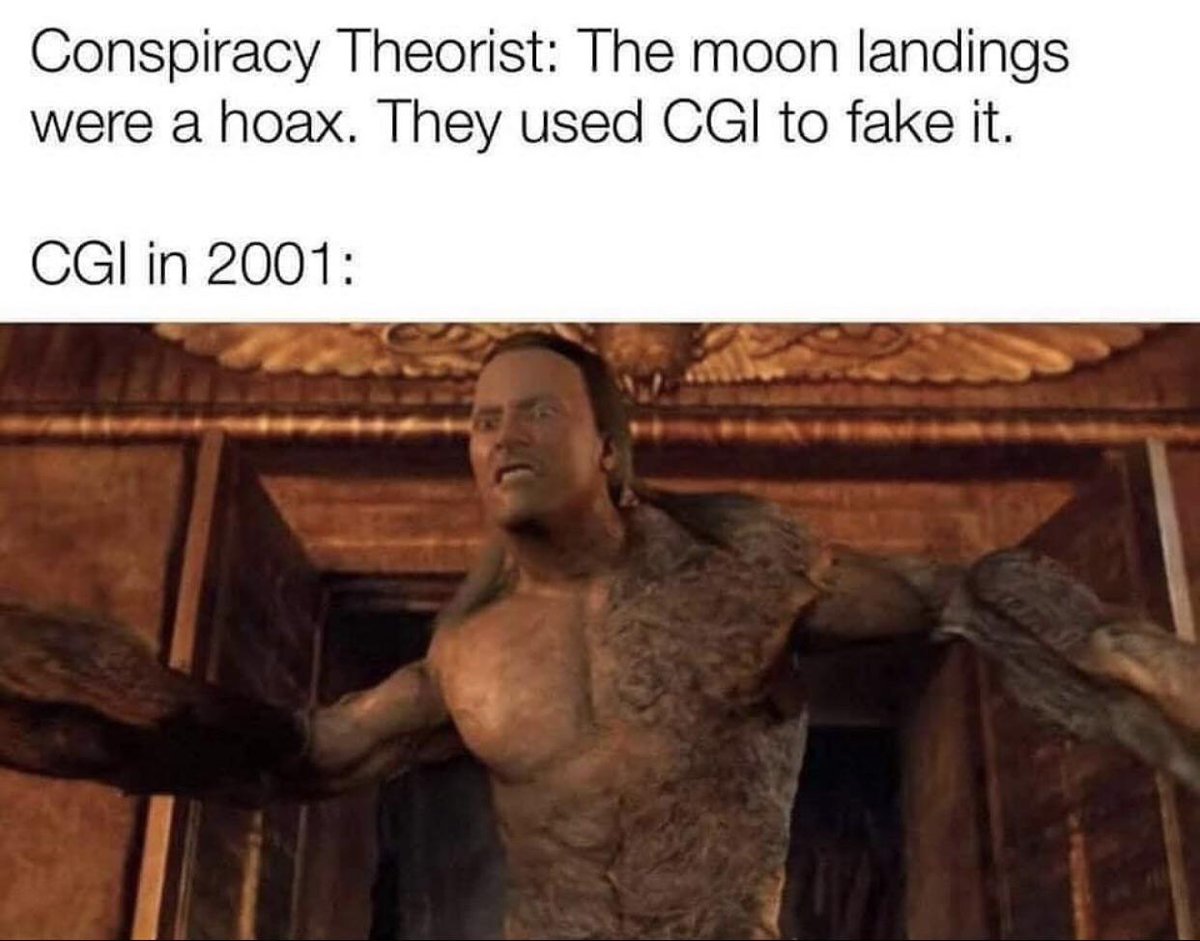 Conspiracy Theorist: The moon landings
were a hoax. They used CGI to fake it.
CGI in 2001: